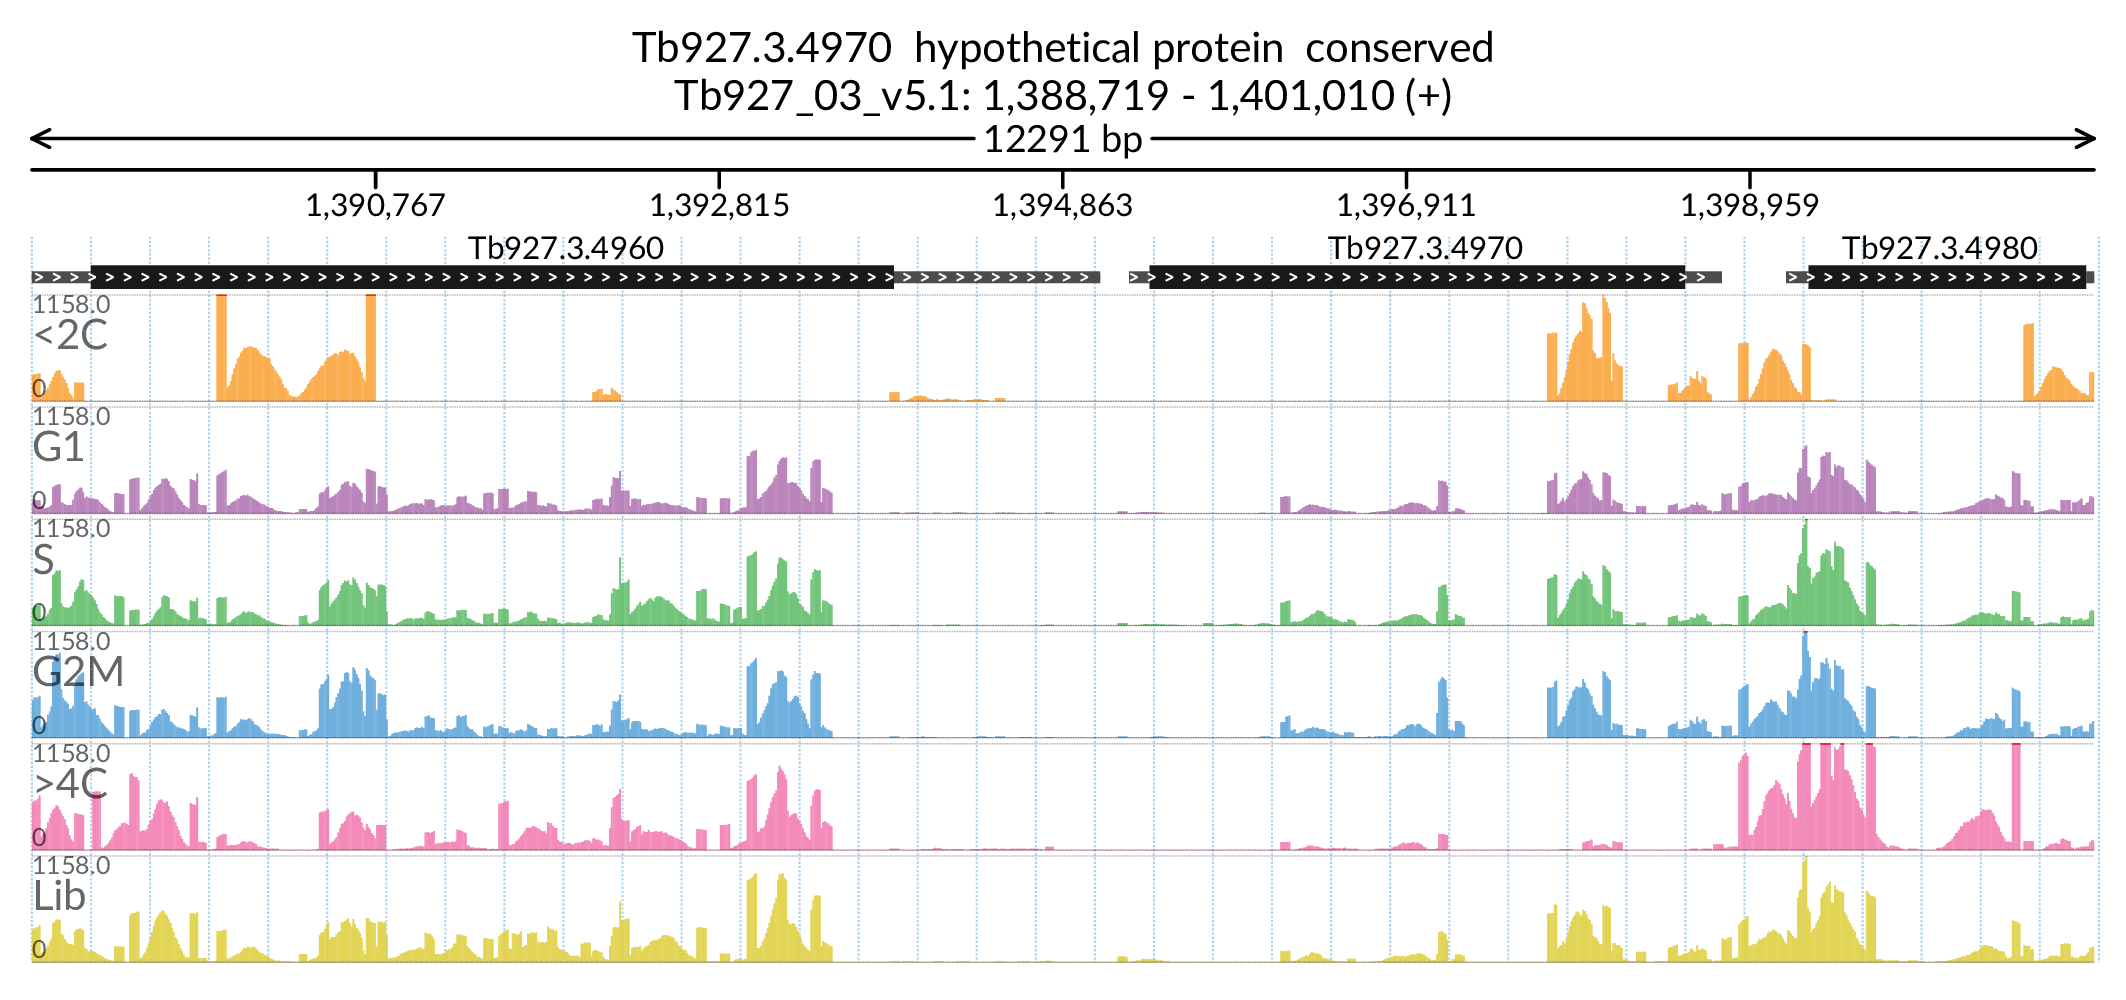 Tb927.3.4970 hypothetical protein conserved
Tb927_03_v5.1: 1,388,719 - 1,401,010 (+)
12291 bp
1,390,767 1,392,815 1,394,863 1,396,911 1,398,959
Tb927.3.4960 Tb927.3.4970 Tb927.3.4980
1158.0
<2C
0
1158.0
G1
0
1158.0
S
0
1158.0
G2M
0
1158.0
>4C
0
1158.0
Lib
0